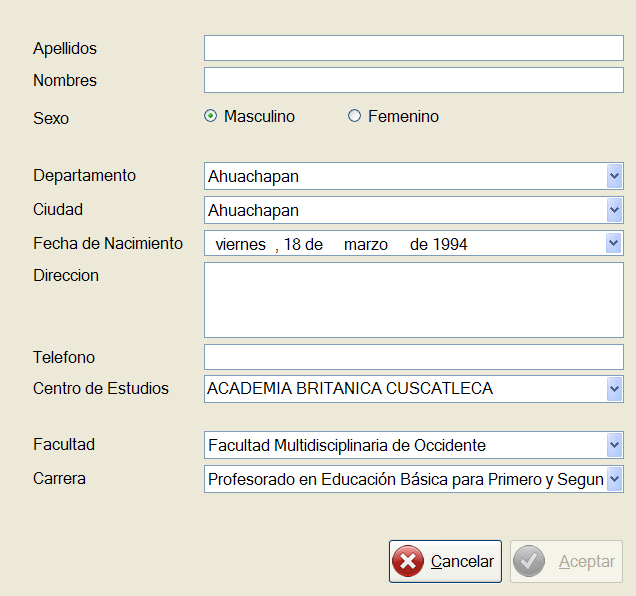 Apellidos
Nombres
Sexo Masculino Femenino
Departamento Ahuachapan
Ciudad Ahuachapan
Fecha de Nacimiento viernes , 18 de marzo de 1994
Direccion
Telefono
Centro de Estudios ACADEMIA BRITANICA CUSCATLECA
Facultad Facultad Multidisciplinaria de Occidente
Carrera Profesorado en Educación Básica para Primero y Segun
Cancelar Aceptar